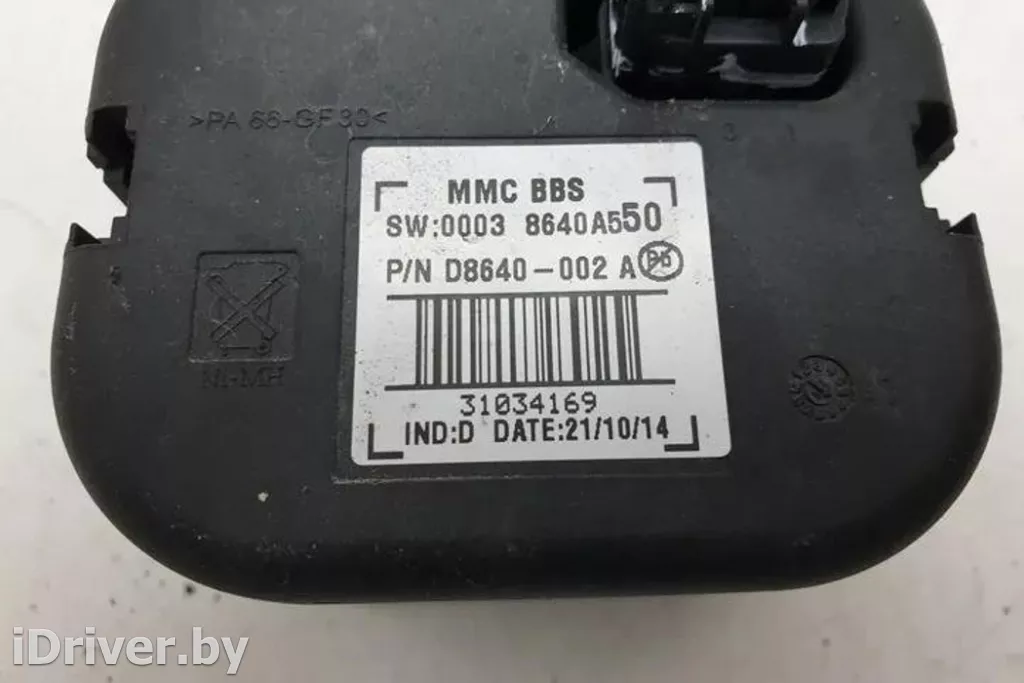 >PA 66-GF30<
MMC BBS
SW:0003 8640A550
P/N D8640-002 A Pb
NI-MH
31034169
IND:D DATE:21/10/14
iDriver.by